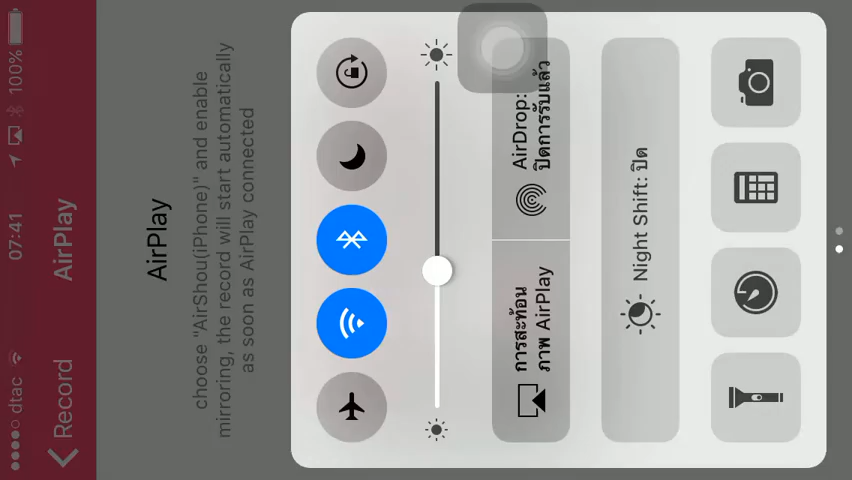 dtac 07:41 100%
Record AirPlay
AirPlay
choose "AirShou(iPhone)" and enable
mirroring, the record will start automatically
as soon as AirPlay connected
การสะท้อน
ภาพ AirPlay
AirDrop:
ปิดการรับแล้ว
Night Shift: ปิด